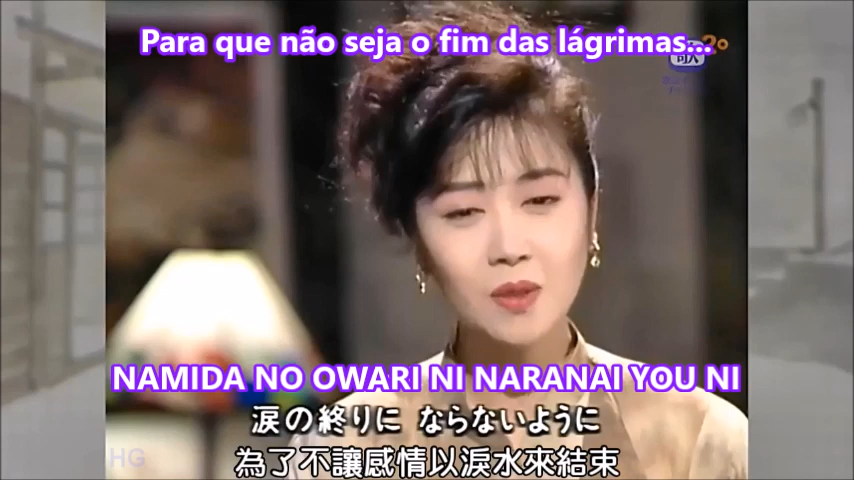 Para que não seja o fim das lágrimas...
歌
NAMIDA NO OWARI NI NARANAI YOU NI
涙の終りに ならないように
為了不讓感情以淚水來結束
HG